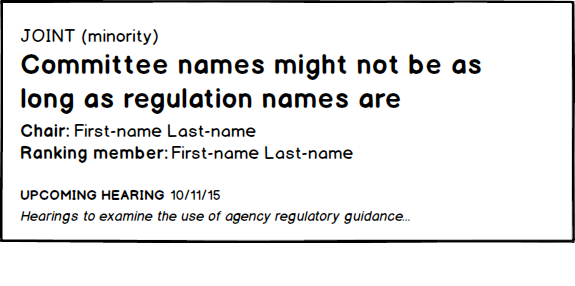 JOINT (minority)
Committee names might not be as
long as regulation names are
Chair: First-name Last-name
Ranking member: First-name Last-name
UPCOMING HEARING 10/11/15
Hearings to examine the use of agency regulatory guidance...